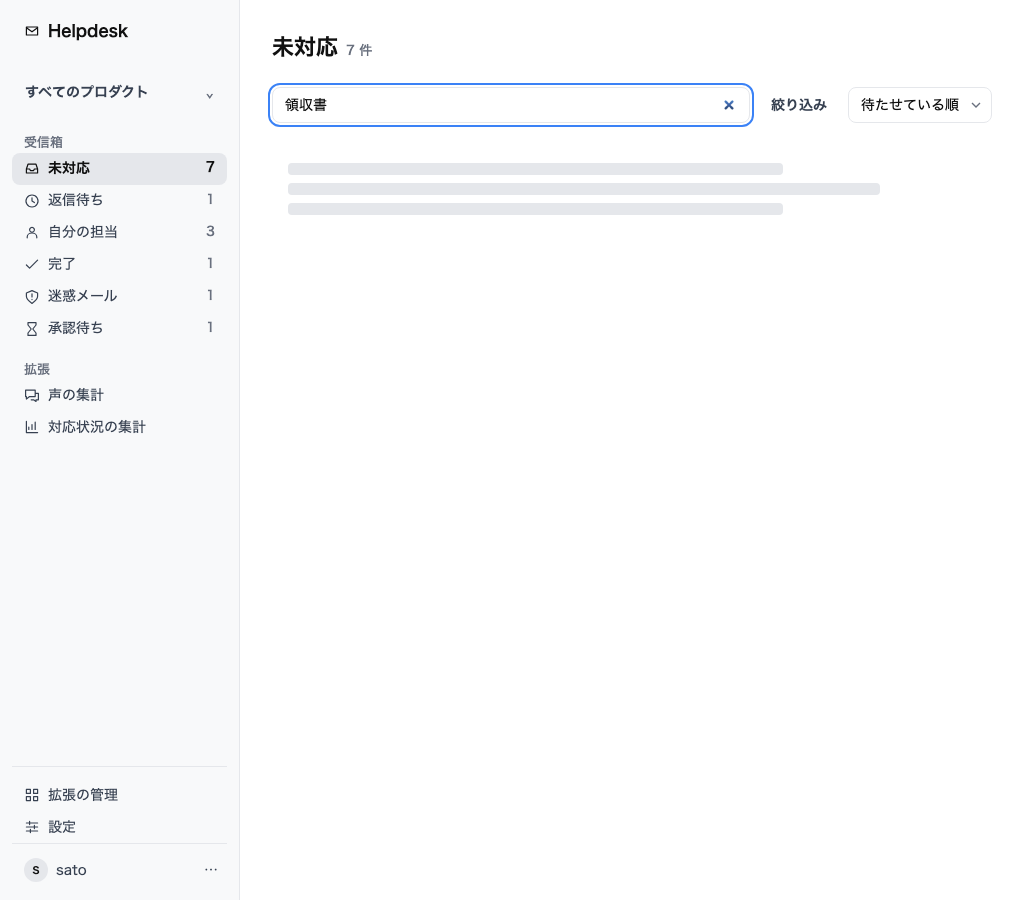 Helpdesk
すべてのプロダクト
受信箱
未対応 7
返信待ち 1
自分の担当 3
完了 1
迷惑メール 1
承認待ち 1
拡張
声の集計
対応状況の集計
拡張の管理
設定
S sato ...
未対応 7 件
領収書 × 絞り込み 待たせている順